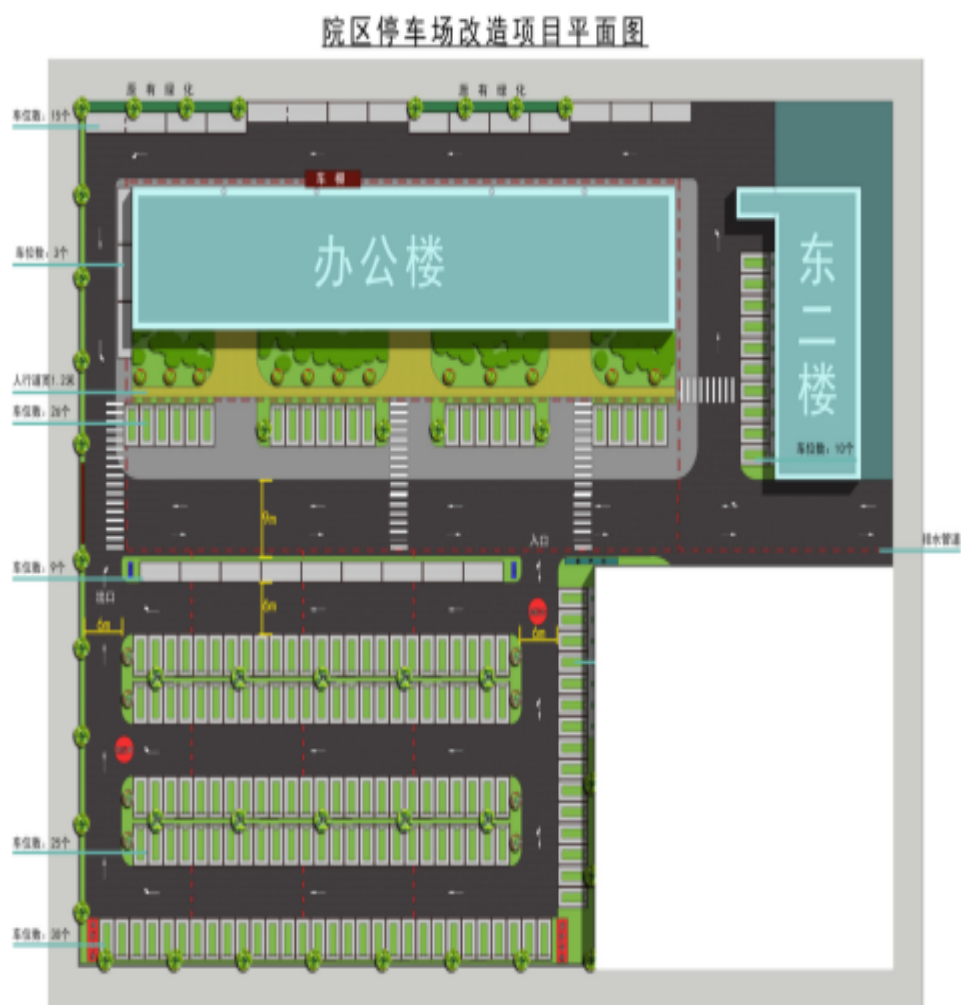 院区停车场改造项目平面图
原有绿化
原有绿化
车位数：15个
车棚
办公楼
东二楼
车位数：3个
人行道宽1.2米
车位数：26个
车位数：10个
9m
入口
排水管道
车位数：9个
出口
6m
6m
6m
车位数：25个
车位数：30个